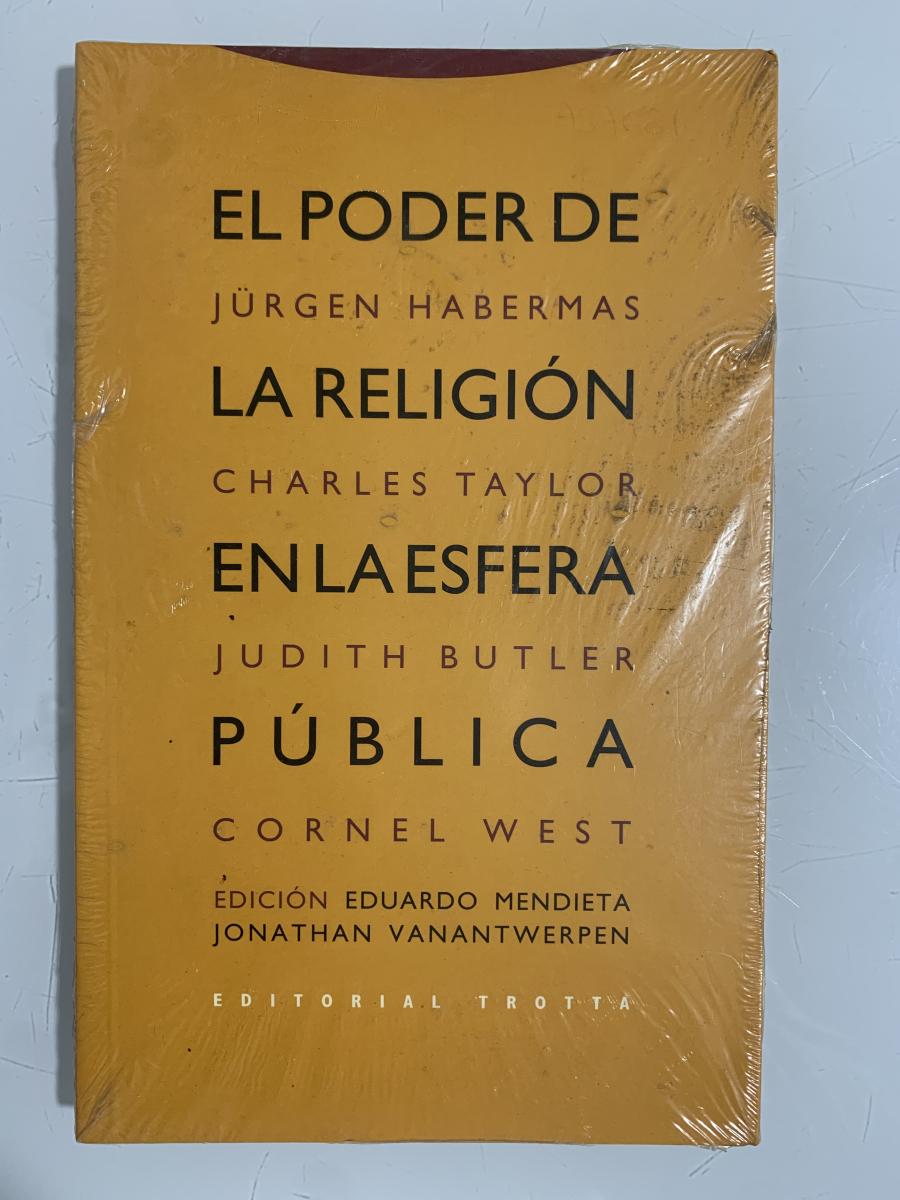 EL PODER DE
JÜRGEN HABERMAS
LA RELIGIÓN
CHARLES TAYLOR
EN LA ESFERA
JUDITH BUTLER
PÚBLICA
CORNEL WEST
EDICIÓN EDUARDO MENDIETA
JONATHAN VANANTWERPEN
EDITORIAL TROTTA